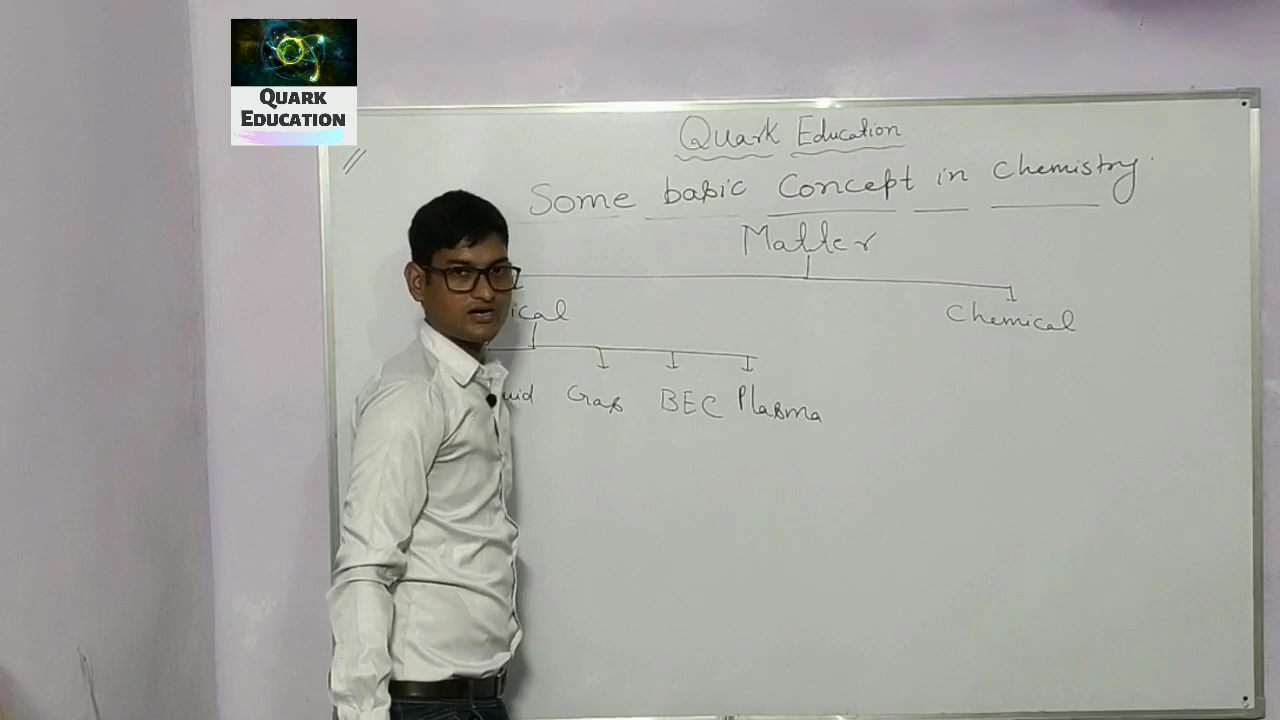 QUARK
EDUCATION
Quark Education
Some basic Concept in Chemistry
Matter
ical
Chemical
uid Gas BEC Plasma